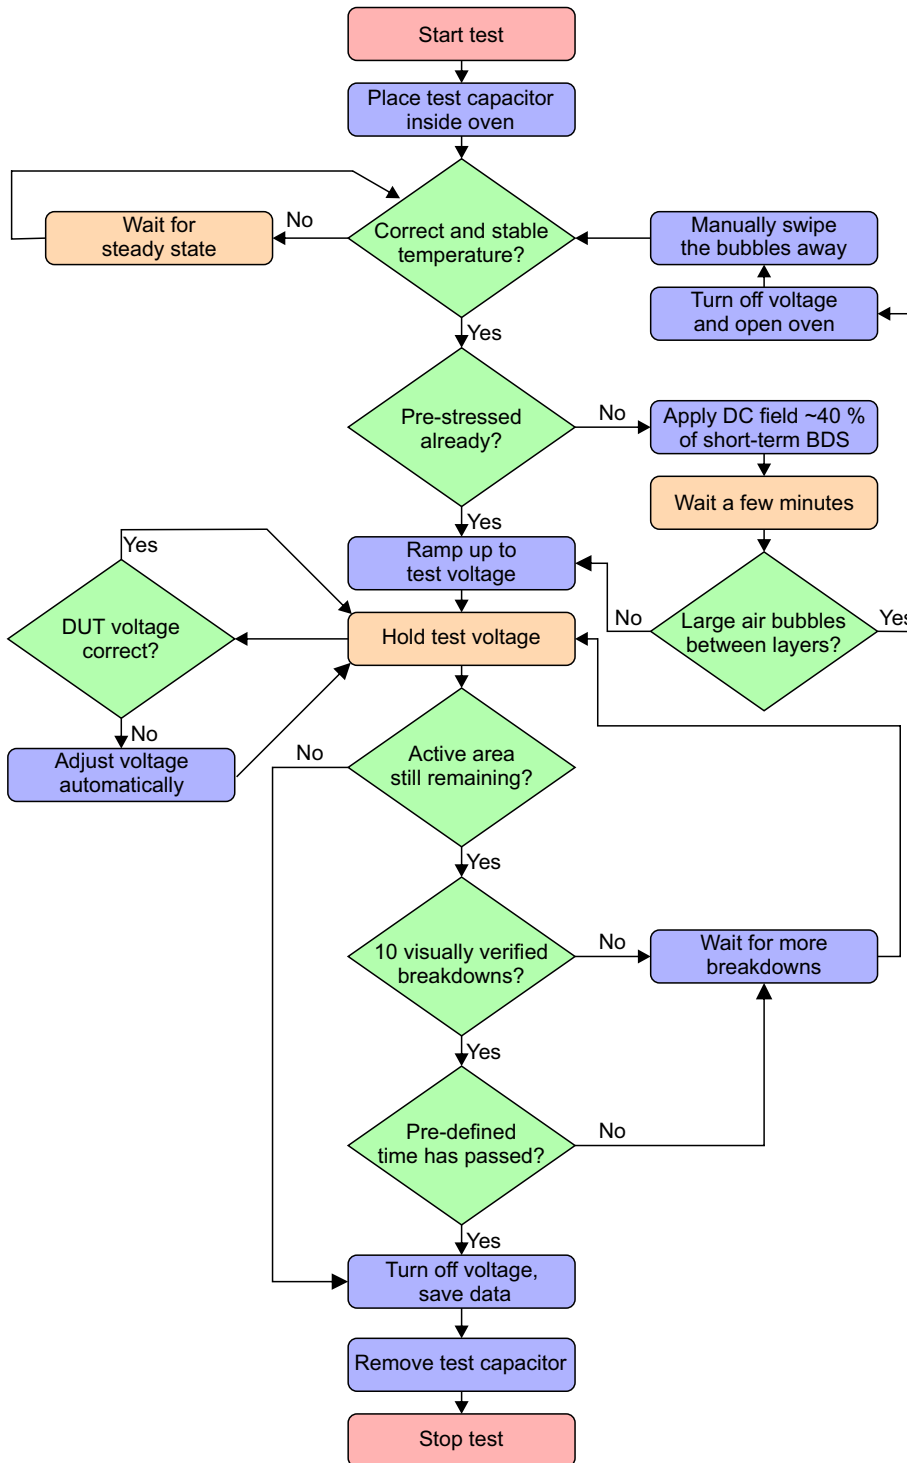 Start test
Place test capacitor
inside oven
Correct and stable
temperature?
No
Wait for
steady state
Manually swipe
the bubbles away
Turn off voltage
and open oven
Yes
Pre-stressed
already?
No
Apply DC field ~40 %
of short-term BDS
Wait a few minutes
Yes
Ramp up to
test voltage
Large air bubbles
between layers?
No
Yes
Hold test voltage
DUT voltage
correct?
Yes
No
Adjust voltage
automatically
Active area
still remaining?
No
Yes
10 visually verified
breakdowns?
No
Wait for more
breakdowns
Yes
Pre-defined
time has passed?
No
Yes
Turn off voltage,
save data
Remove test capacitor
Stop test